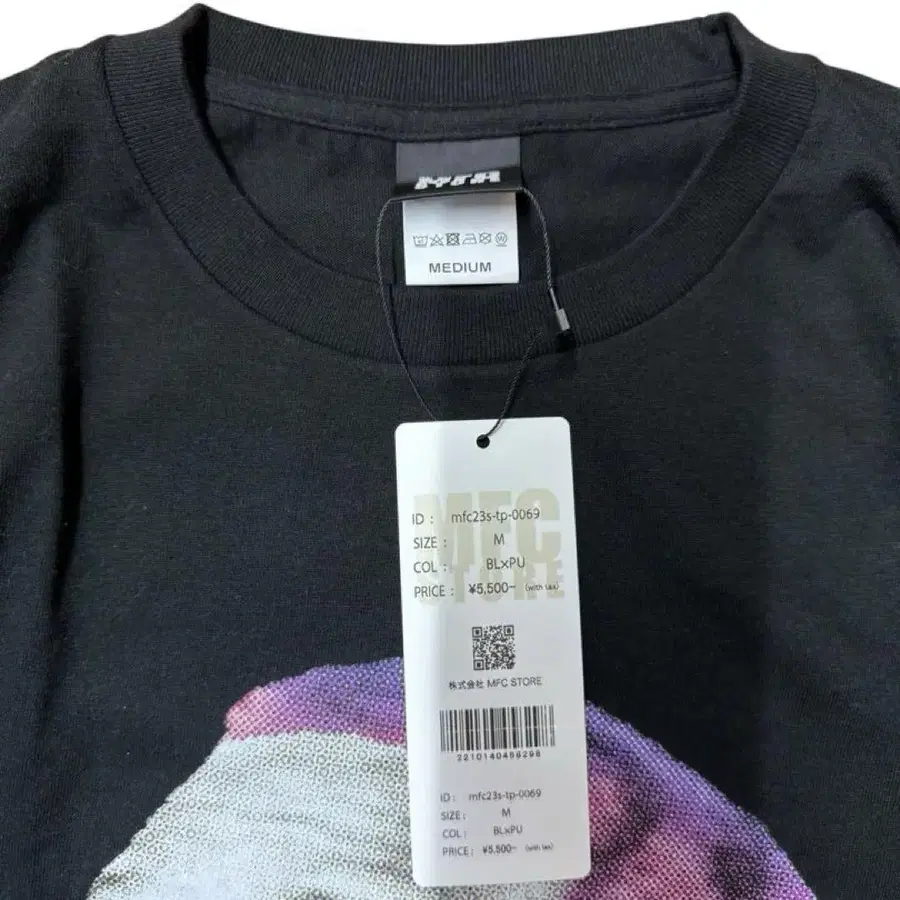 MEDIUM
MFC
STORE
ID : mfc23s-tp-0069
SIZE : M
COL : BL×PU
PRICE : ¥5,500- (with tax)
株式会社 MFC STORE
2210140458298
ID : mfc23s-tp-0069
SIZE : M
COL : BL×PU
PRICE : ¥5,500- (with tax)